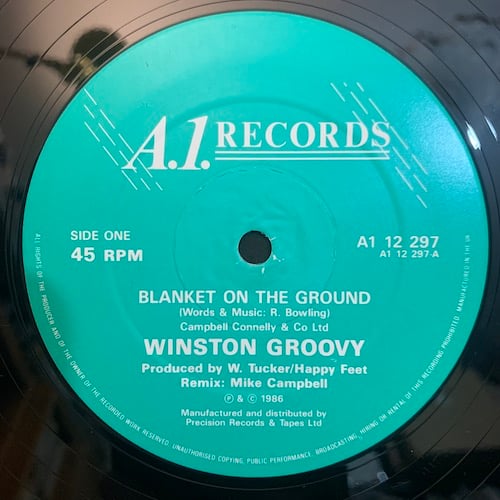 A.1. RECORDS
SIDE ONE
45 RPM
A1 12 297
A1 12 297-A
BLANKET ON THE GROUND
(Words & Music: R. Bowling)
Campbell Connelly & Co Ltd
WINSTON GROOVY
Produced by W. Tucker/Happy Feet
Remix: Mike Campbell
Ⓟ & © 1986
Manufactured and distributed by
Precision Records & Tapes Ltd
ALL RIGHTS OF THE PRODUCER AND OF THE OWNER OF THE RECORDED WORK RESERVED. UNAUTHORISED COPYING, PUBLIC PERFORMANCE, BROADCASTING, HIRING OR RENTAL OF THIS RECORDING PROHIBITED. MANUFACTURED IN THE UK